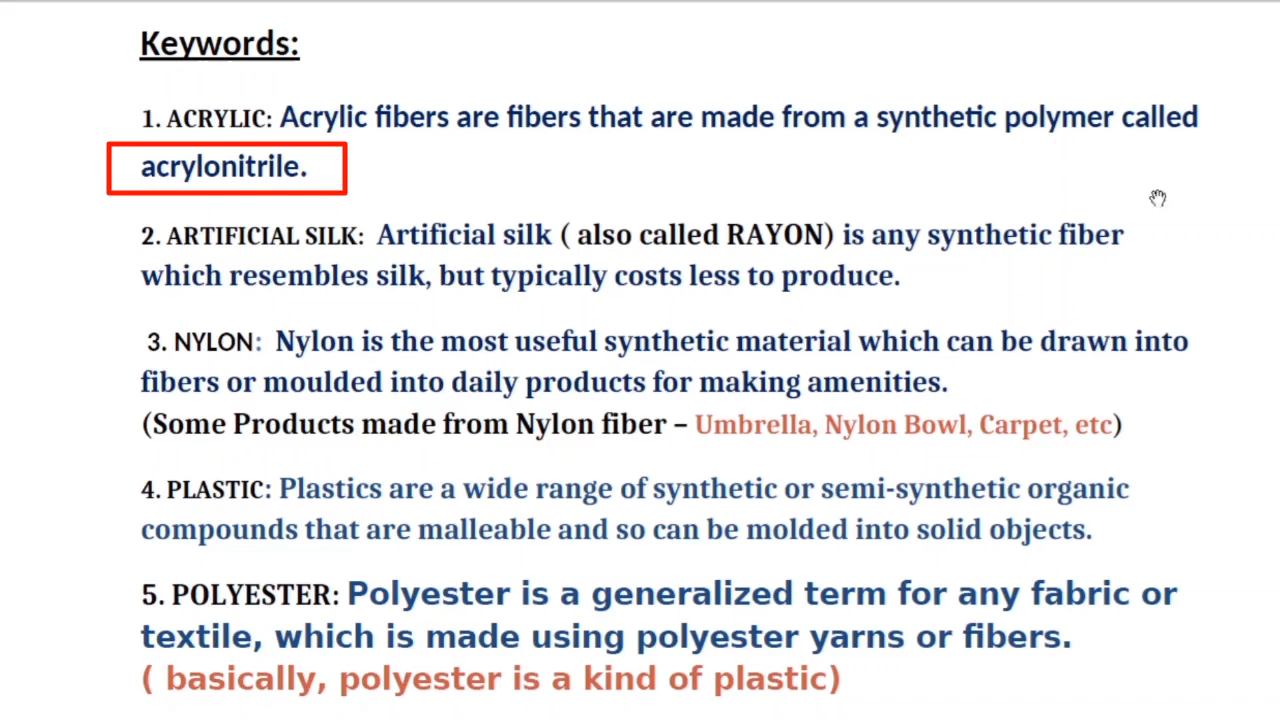 Keywords:
1. ACRYLIC: Acrylic fibers are fibers that are made from a synthetic polymer called
acrylonitrile.
2. ARTIFICIAL SILK: Artificial silk ( also called RAYON) is any synthetic fiber
which resembles silk, but typically costs less to produce.
3. NYLON: Nylon is the most useful synthetic material which can be drawn into
fibers or moulded into daily products for making amenities.
(Some Products made from Nylon fiber – Umbrella, Nylon Bowl, Carpet, etc)
4. PLASTIC: Plastics are a wide range of synthetic or semi-synthetic organic
compounds that are malleable and so can be molded into solid objects.
5. POLYESTER: Polyester is a generalized term for any fabric or
textile, which is made using polyester yarns or fibers.
( basically, polyester is a kind of plastic)